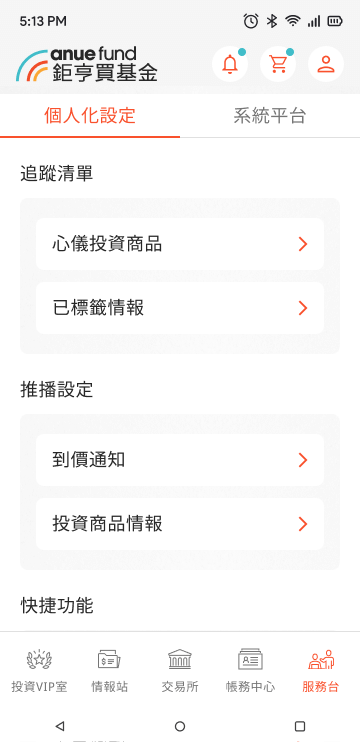 5:13 PM
anue fund
鉅亨買基金
個人化設定
系統平台
追蹤清單
心儀投資商品
已標籤情報
推播設定
到價通知
投資商品情報
快捷功能
投資VIP室
情報站
交易所
帳務中心
服務台